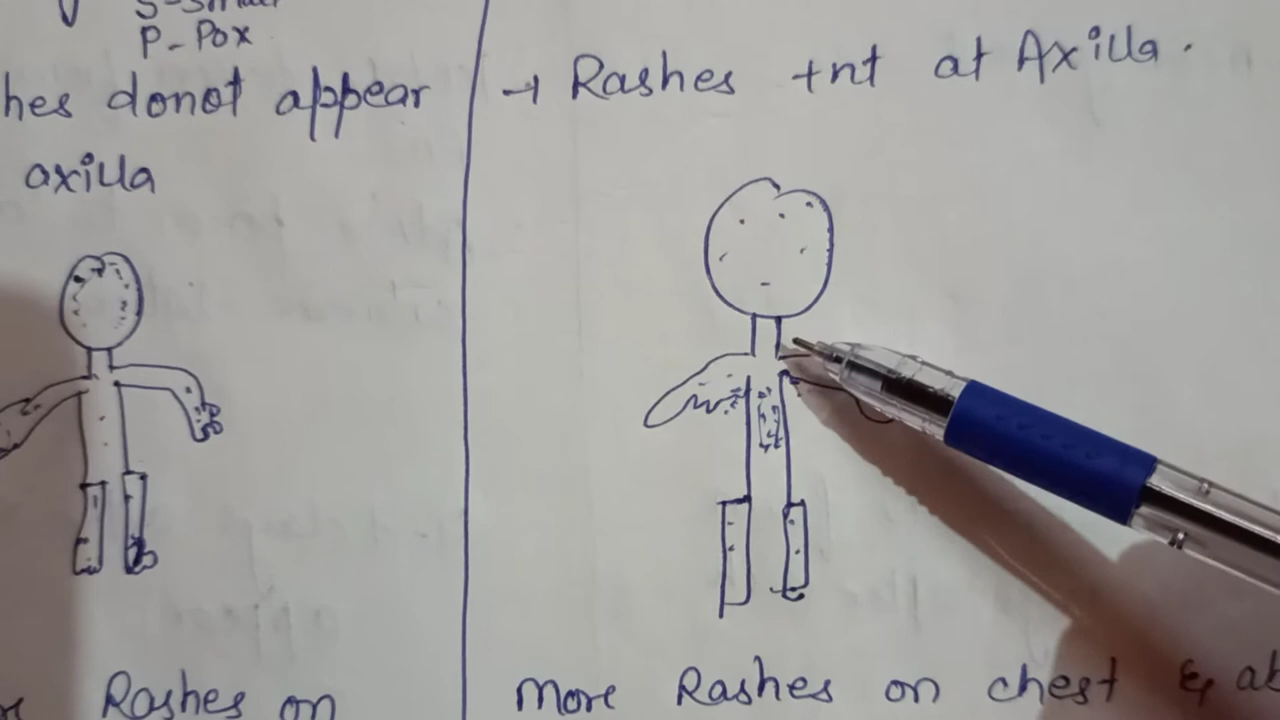 P - Pox
hes donot appear
axilla
→ Rashes +nt at Axilla.
Rashes on
More Rashes on chest &